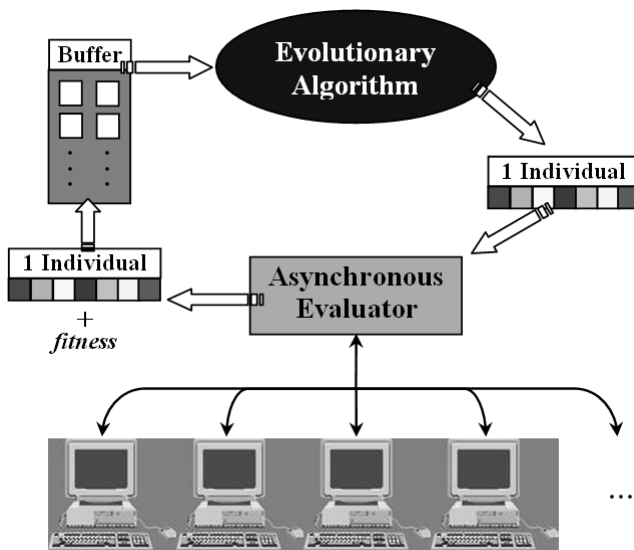 Buffer
Evolutionary
Algorithm
1 Individual
1 Individual
+
fitness
Asynchronous
Evaluator
...